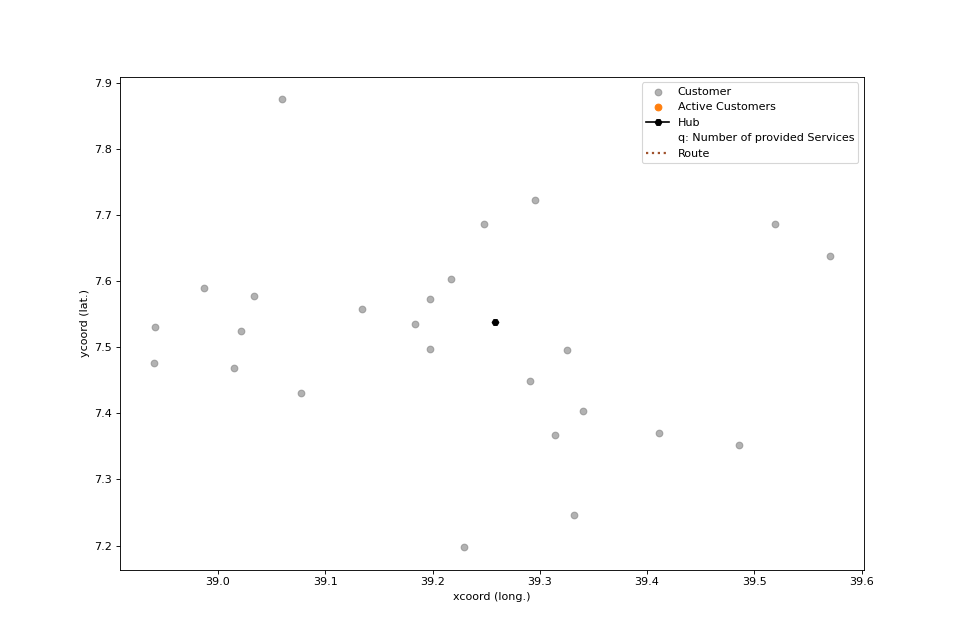 7.9
7.8
7.7
7.6
7.5
7.4
7.3
7.2
ycoord (lat.)
39.0 39.1 39.2 39.3 39.4 39.5 39.6
xcoord (long.)
Customer
Active Customers
Hub
q: Number of provided Services
Route